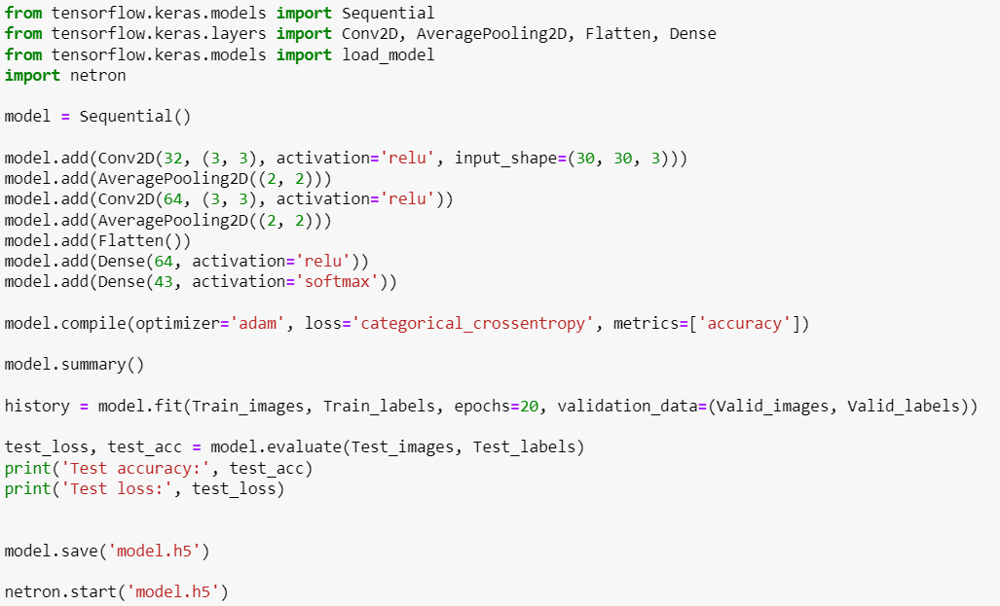 from tensorflow.keras.models import Sequential
from tensorflow.keras.layers import Conv2D, AveragePooling2D, Flatten, Dense
from tensorflow.keras.models import load_model
import netron
model = Sequential()
model.add(Conv2D(32, (3, 3), activation='relu', input_shape=(30, 30, 3)))
model.add(AveragePooling2D((2, 2)))
model.add(Conv2D(64, (3, 3), activation='relu'))
model.add(AveragePooling2D((2, 2)))
model.add(Flatten())
model.add(Dense(64, activation='relu'))
model.add(Dense(43, activation='softmax'))
model.compile(optimizer='adam', loss='categorical_crossentropy', metrics=['accuracy'])
model.summary()
history = model.fit(Train_images, Train_labels, epochs=20, validation_data=(Valid_images, Valid_labels))
test_loss, test_acc = model.evaluate(Test_images, Test_labels)
print('Test accuracy:', test_acc)
print('Test loss:', test_loss)
model.save('model.h5')
netron.start('model.h5')